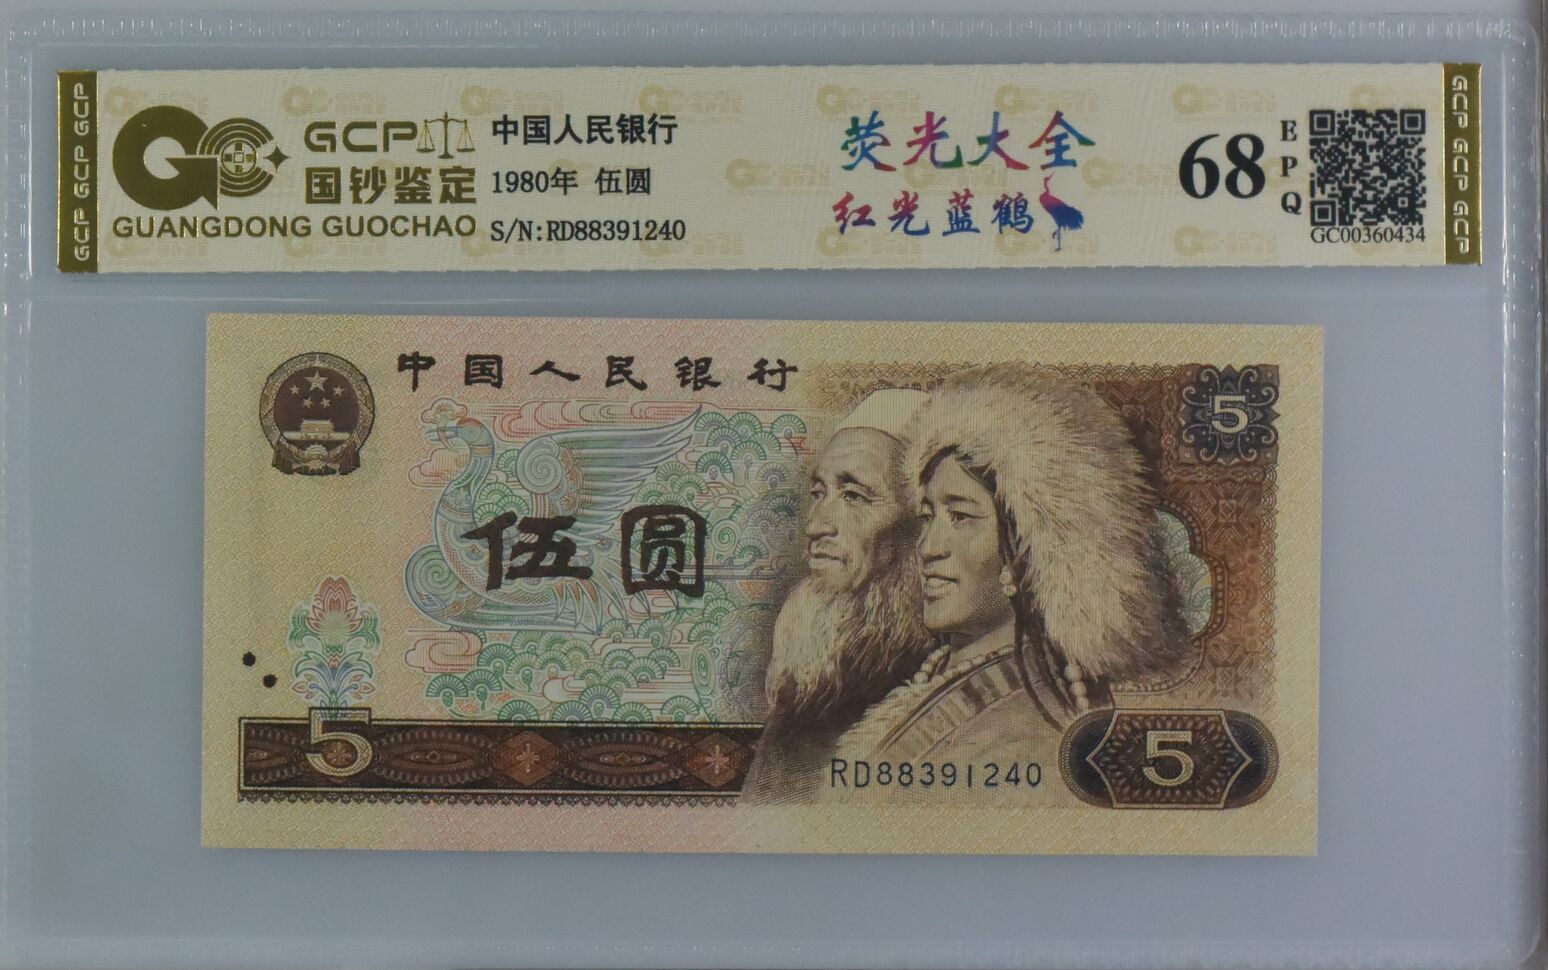 GCP GCP GCP
GCP
国钞鉴定
GUANGDONG GUOCHAO
中国人民银行
1980年 伍圆
S/N:RD88391240
荧光大全
红光蓝鹤
68
EPQ
GC00360434
GCP GCP GCP
中国人民银行
5
伍圆
5
RD88391240
5